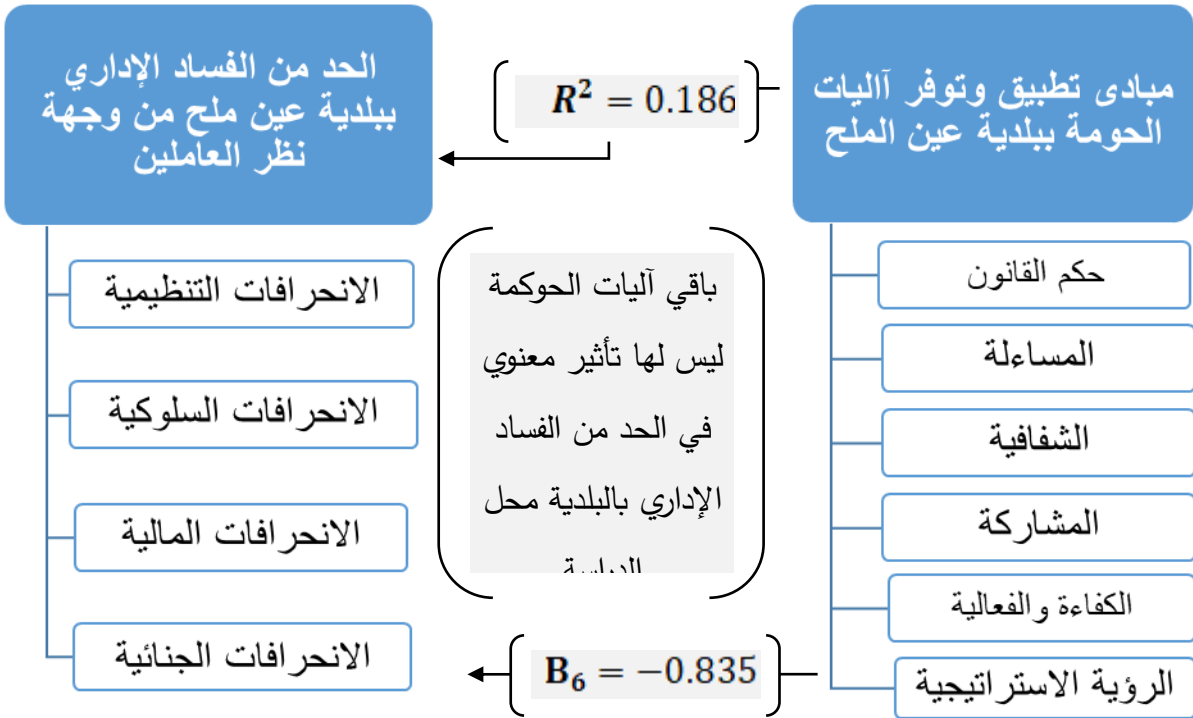 مبادى تطبيق وتوفر آاليات
الحومة ببلدية عين الملح
حكم القانون
المساءلة
الشفافية
المشاركة
الكفاءة والفعالية
الرؤية الاستراتيجية
R² = 0.186
باقي آليات الحوكمة
ليس لها تأثير معنوي
في الحد من الفساد
الإداري بالبلدية محل
الدراسة
B₆ = −0.835
الحد من الفساد الإداري
ببلدية عين ملح من وجهة
نظر العاملين
الانحرافات التنظيمية
الانحرافات السلوكية
الانحرافات المالية
الانحرافات الجنائية